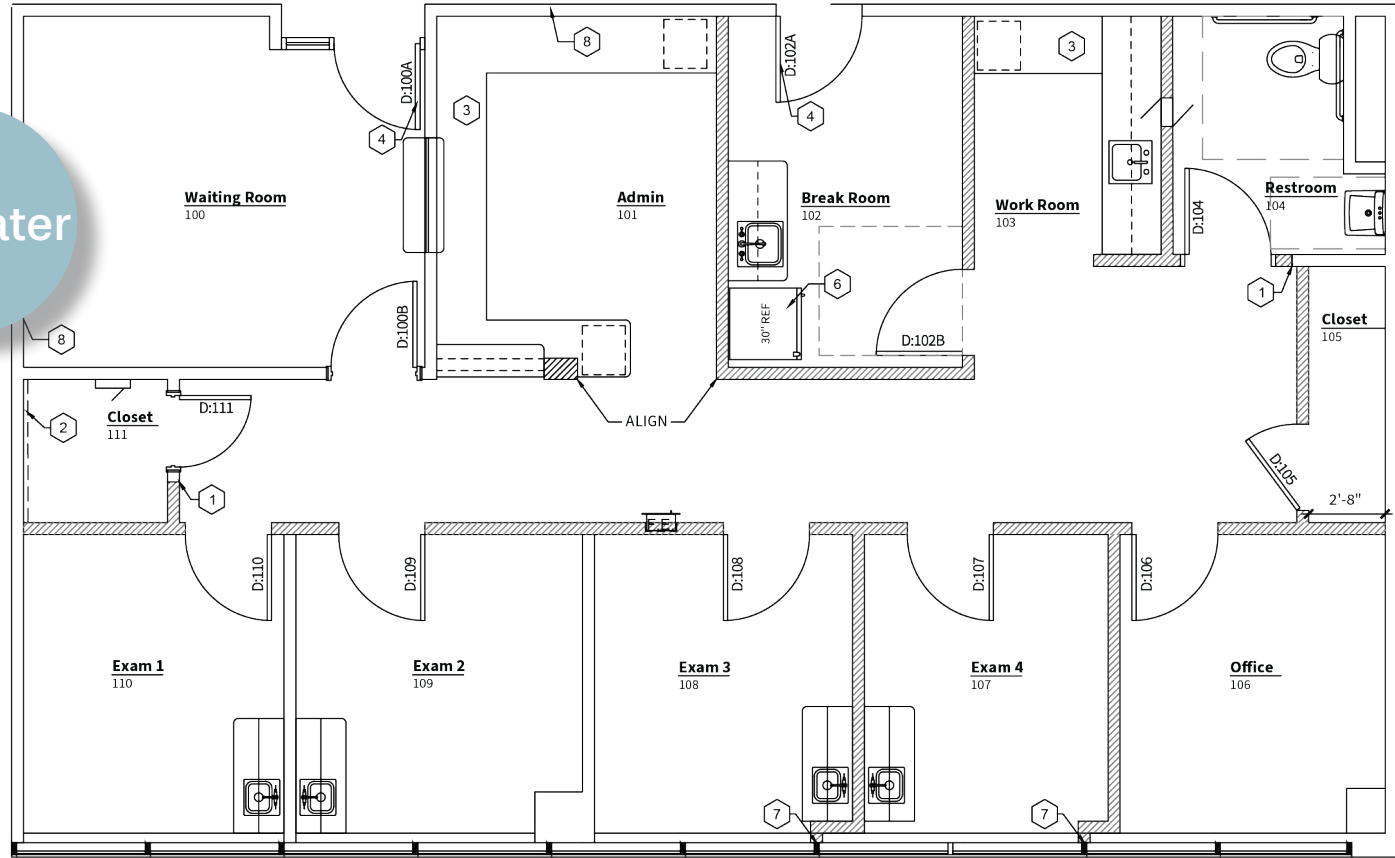 8
D:100A
D:102A
3
3
4
4
ater
Waiting Room
100
Admin
101
Break Room
102
Work Room
103
Restroom
104
D:104
6
1
30" REF
D:100B
D:102B
8
Closet
105
D:111
Closet
111
2
ALIGN
1
D:105
2'-8"
F.E.
D:110
D:109
D:108
D:107
D:106
Exam 1
110
Exam 2
109
Exam 3
108
Exam 4
107
Office
106
7
7